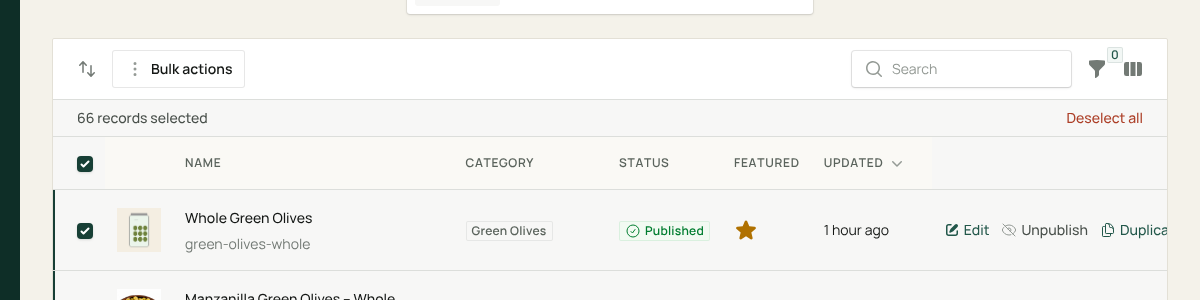 Bulk actions
Search
0
66 records selected
Deselect all
NAME CATEGORY STATUS FEATURED UPDATED
Whole Green Olives
green-olives-whole
Green Olives
Published
1 hour ago
Edit
Unpublish
Duplica
Manzanilla Green Olives – Whole